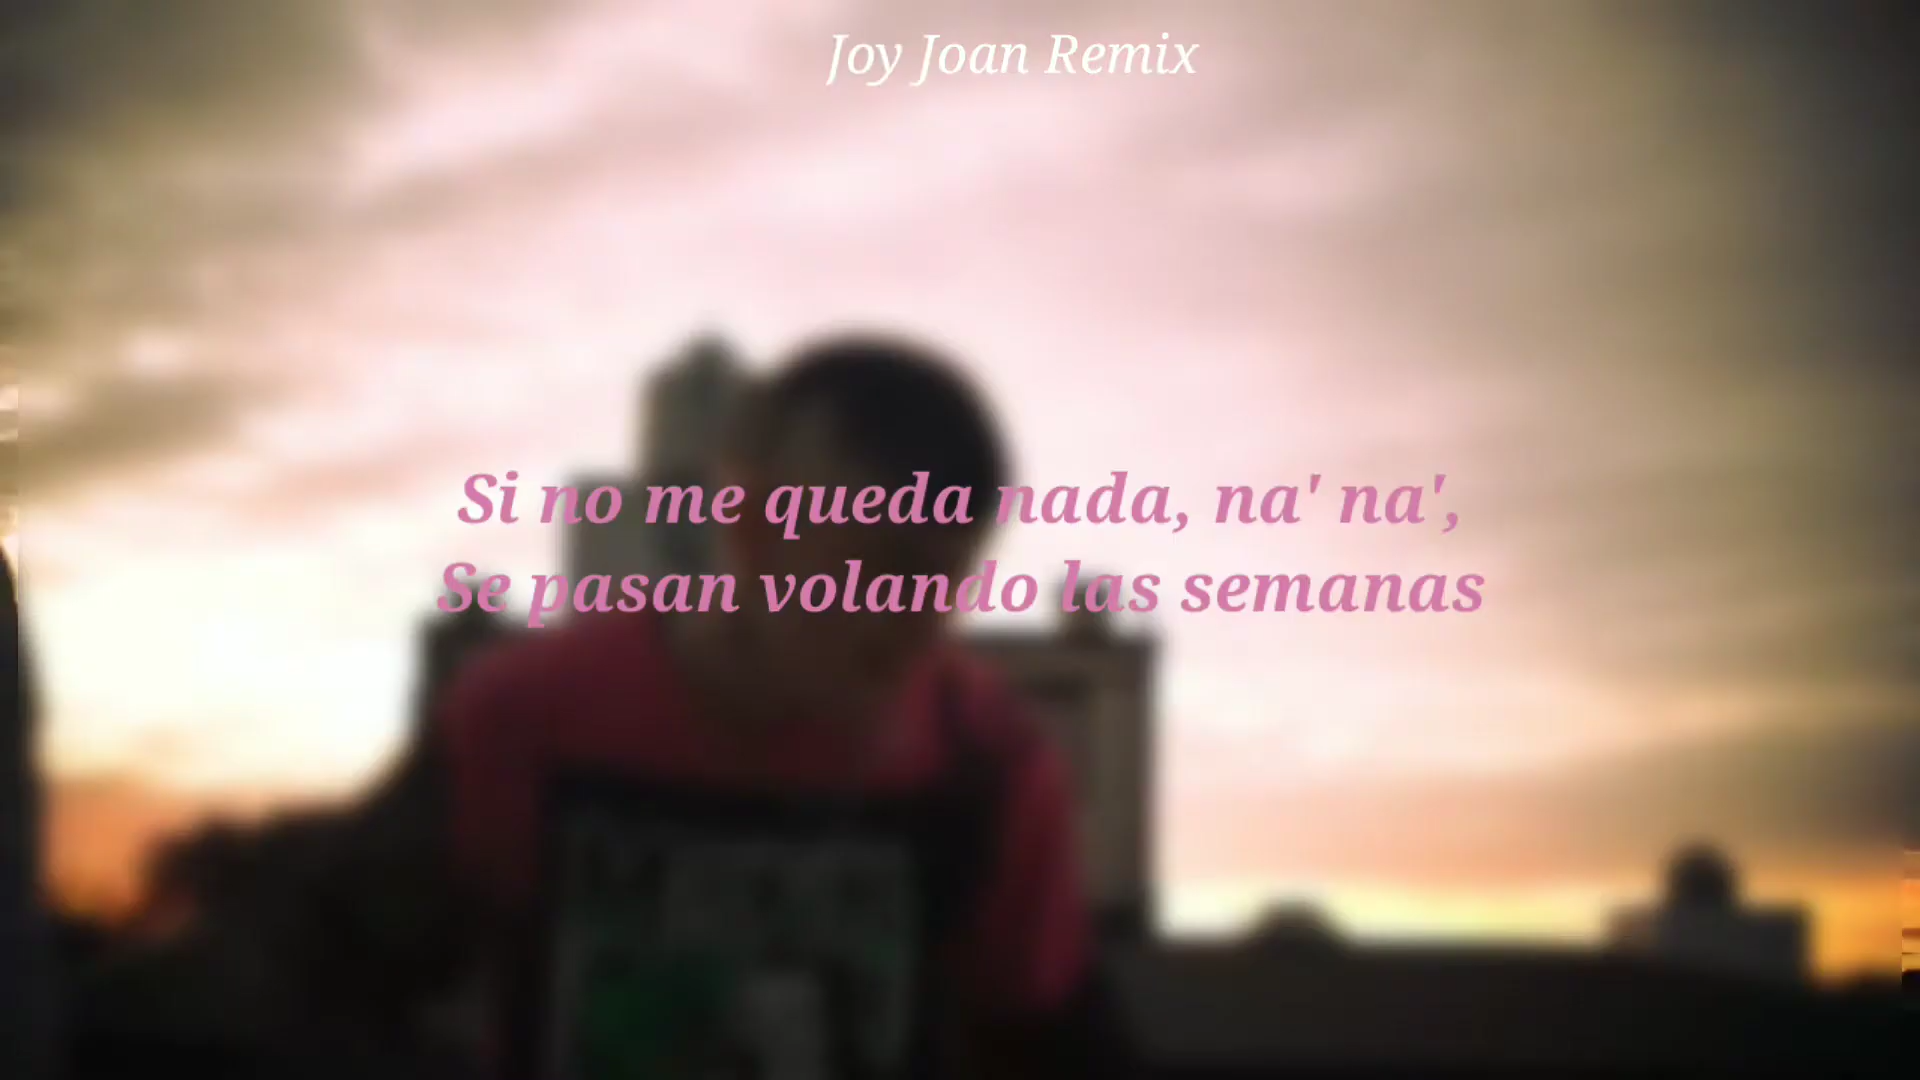 Joy Joan Remix
Si no me queda nada, na' na',
Se pasan volando las semanas